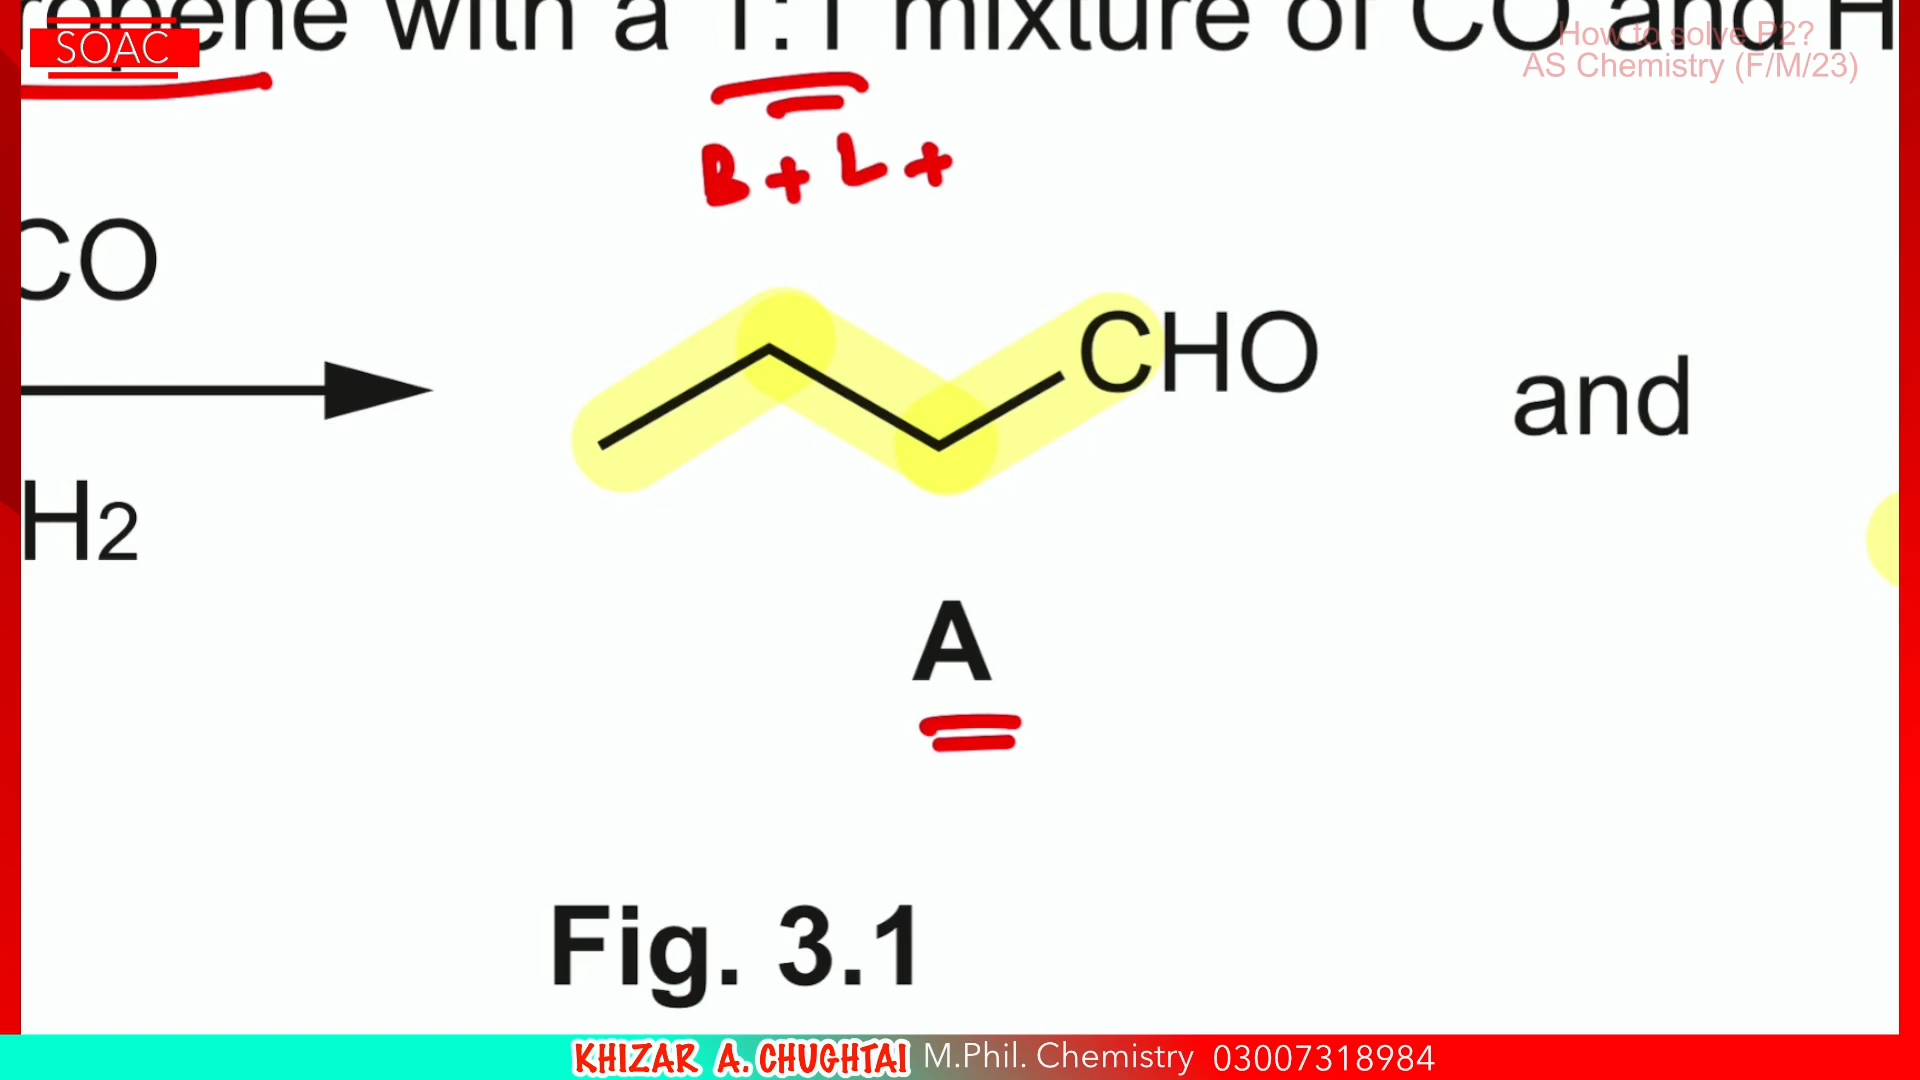 ropene with a 1:1 mixture of CO and H
SOAC
How to solve P2?
AS Chemistry (F/M/23)
B + L +
CO
CHO
and
H2
A
Fig. 3.1
KHIZAR A. CHUGHTAI M.Phil. Chemistry 03007318984